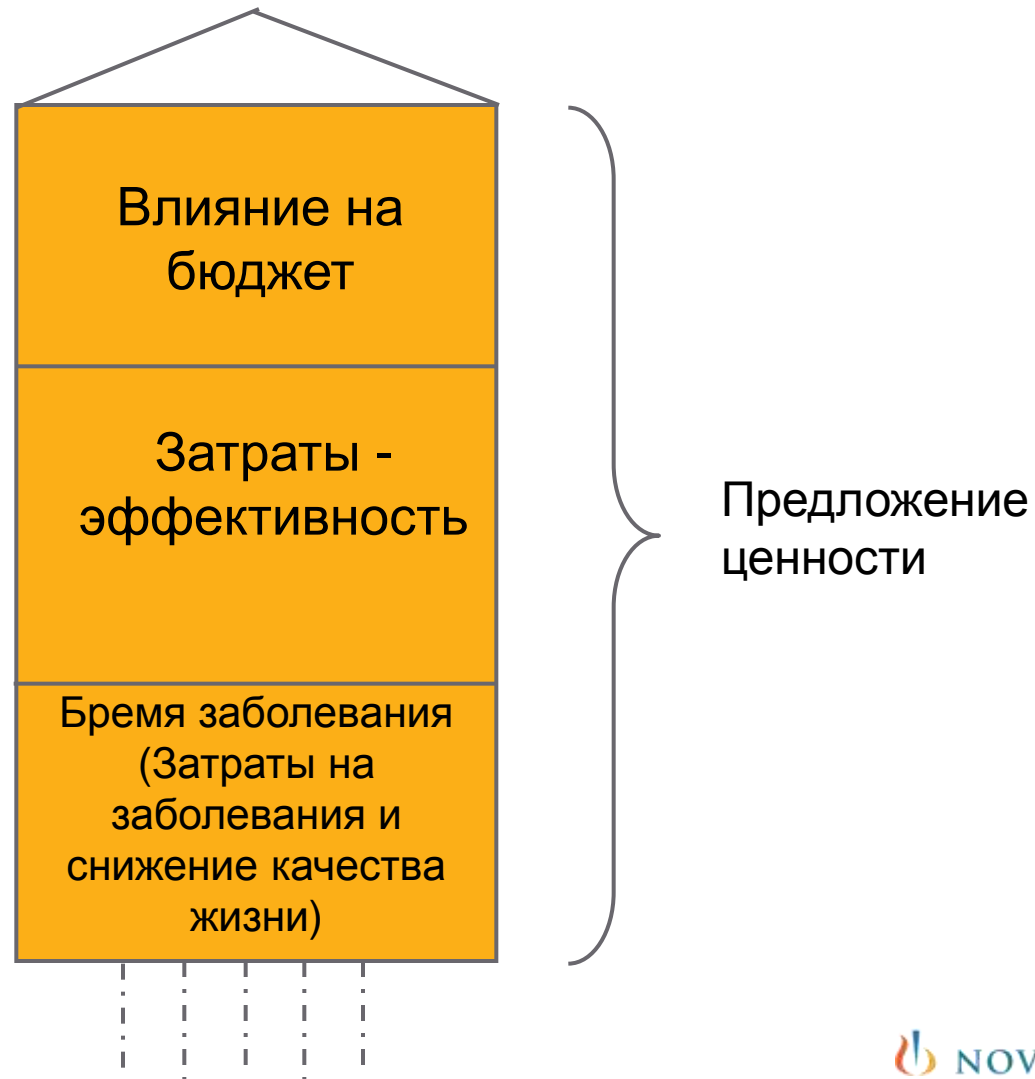 Влияние на
бюджет
Затраты -
эффективность
Предложение
ценности
Бремя заболевания
(Затраты на
заболевания и
снижение качества
жизни)
NOV